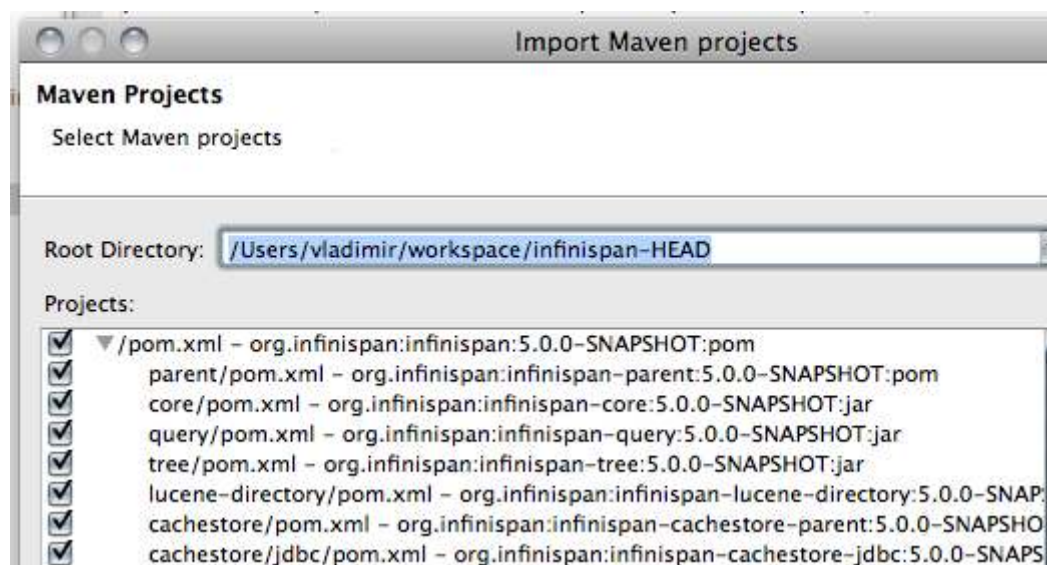 Import Maven projects
Maven Projects
Select Maven projects
Root Directory: /Users/vladimir/workspace/infinispan-HEAD
Projects:
/pom.xml – org.infinispan:infinispan:5.0.0-SNAPSHOT:pom
parent/pom.xml – org.infinispan:infinispan-parent:5.0.0-SNAPSHOT:pom
core/pom.xml – org.infinispan:infinispan-core:5.0.0-SNAPSHOT:jar
query/pom.xml – org.infinispan:infinispan-query:5.0.0-SNAPSHOT:jar
tree/pom.xml – org.infinispan:infinispan-tree:5.0.0-SNAPSHOT:jar
lucene-directory/pom.xml – org.infinispan:infinispan-lucene-directory:5.0.0-SNAP
cachestore/pom.xml – org.infinispan:infinispan-cachestore-parent:5.0.0-SNAPSHO
cachestore/jdbc/pom.xml – org.infinispan:infinispan-cachestore-jdbc:5.0.0-SNAPS